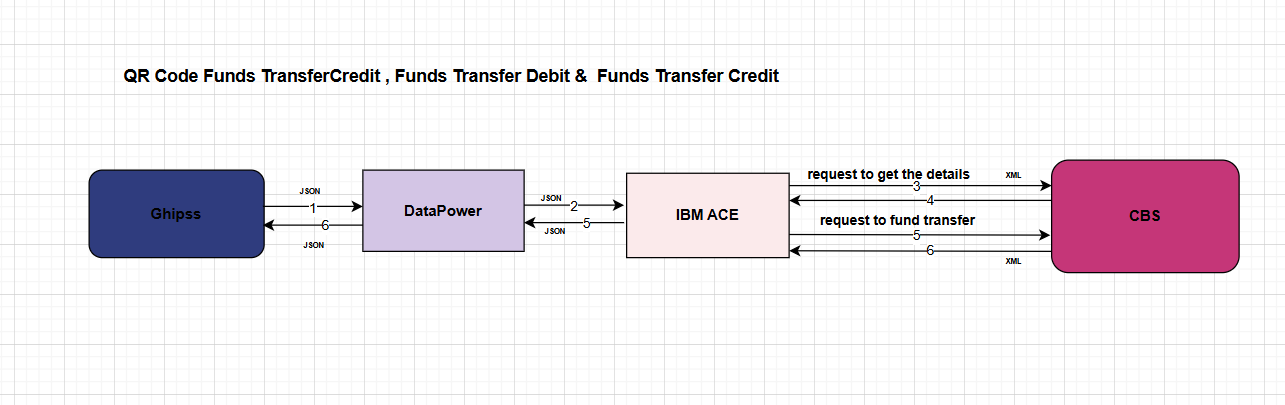 QR Code Funds TransferCredit , Funds Transfer Debit &  Funds Transfer Credit
Ghipss
JSON
1
6
JSON
DataPower
JSON
2
5
JSON
IBM ACE
request to get the details
XML
3
4
request to fund transfer
5
6
XML
CBS